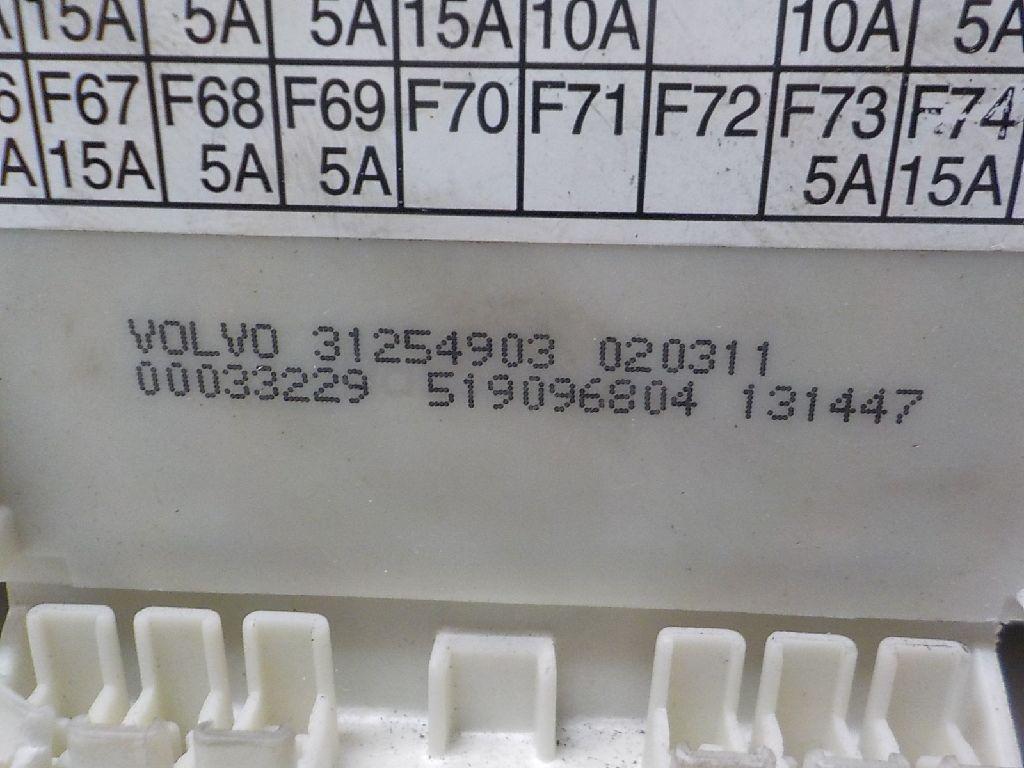 15A 5A 5A 15A 10A 10A 5A
6 F67 F68 F69 F70 F71 F72 F73 F74
A 15A 5A 5A 5A 15A
VOLVO 31254903 020311
00033229 519096804 131447